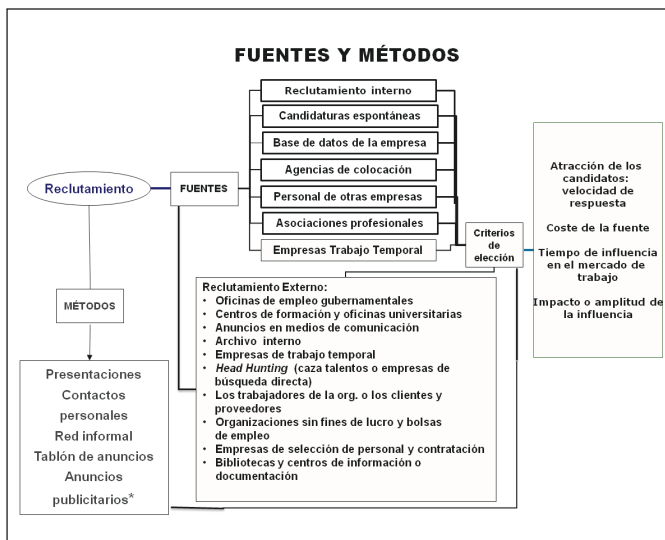 FUENTES Y MÉTODOS
Reclutamiento interno
Candidaturas espontáneas
Base de datos de la empresa
Agencias de colocación
Personal de otras empresas
Asociaciones profesionales
Empresas Trabajo Temporal
Reclutamiento
FUENTES
Criterios
de
elección
Atracción de los
candidatos:
velocidad de
respuesta
Coste de la fuente
Tiempo de influencia
en el mercado de
trabajo
Impacto o amplitud de
la influencia
MÉTODOS
Presentaciones
Contactos
personales
Red informal
Tablón de anuncios
Anuncios
publicitarios*
Reclutamiento Externo:
• Oficinas de empleo gubernamentales
• Centros de formación y oficinas universitarias
• Anuncios en medios de comunicación
• Archivo interno
• Empresas de trabajo temporal
• Head Hunting (caza talentos o empresas de
búsqueda directa)
• Los trabajadores de la org. o los clientes y
proveedores
• Organizaciones sin fines de lucro y bolsas
de empleo
• Empresas de selección de personal y contratación
• Bibliotecas y centros de información o
documentación